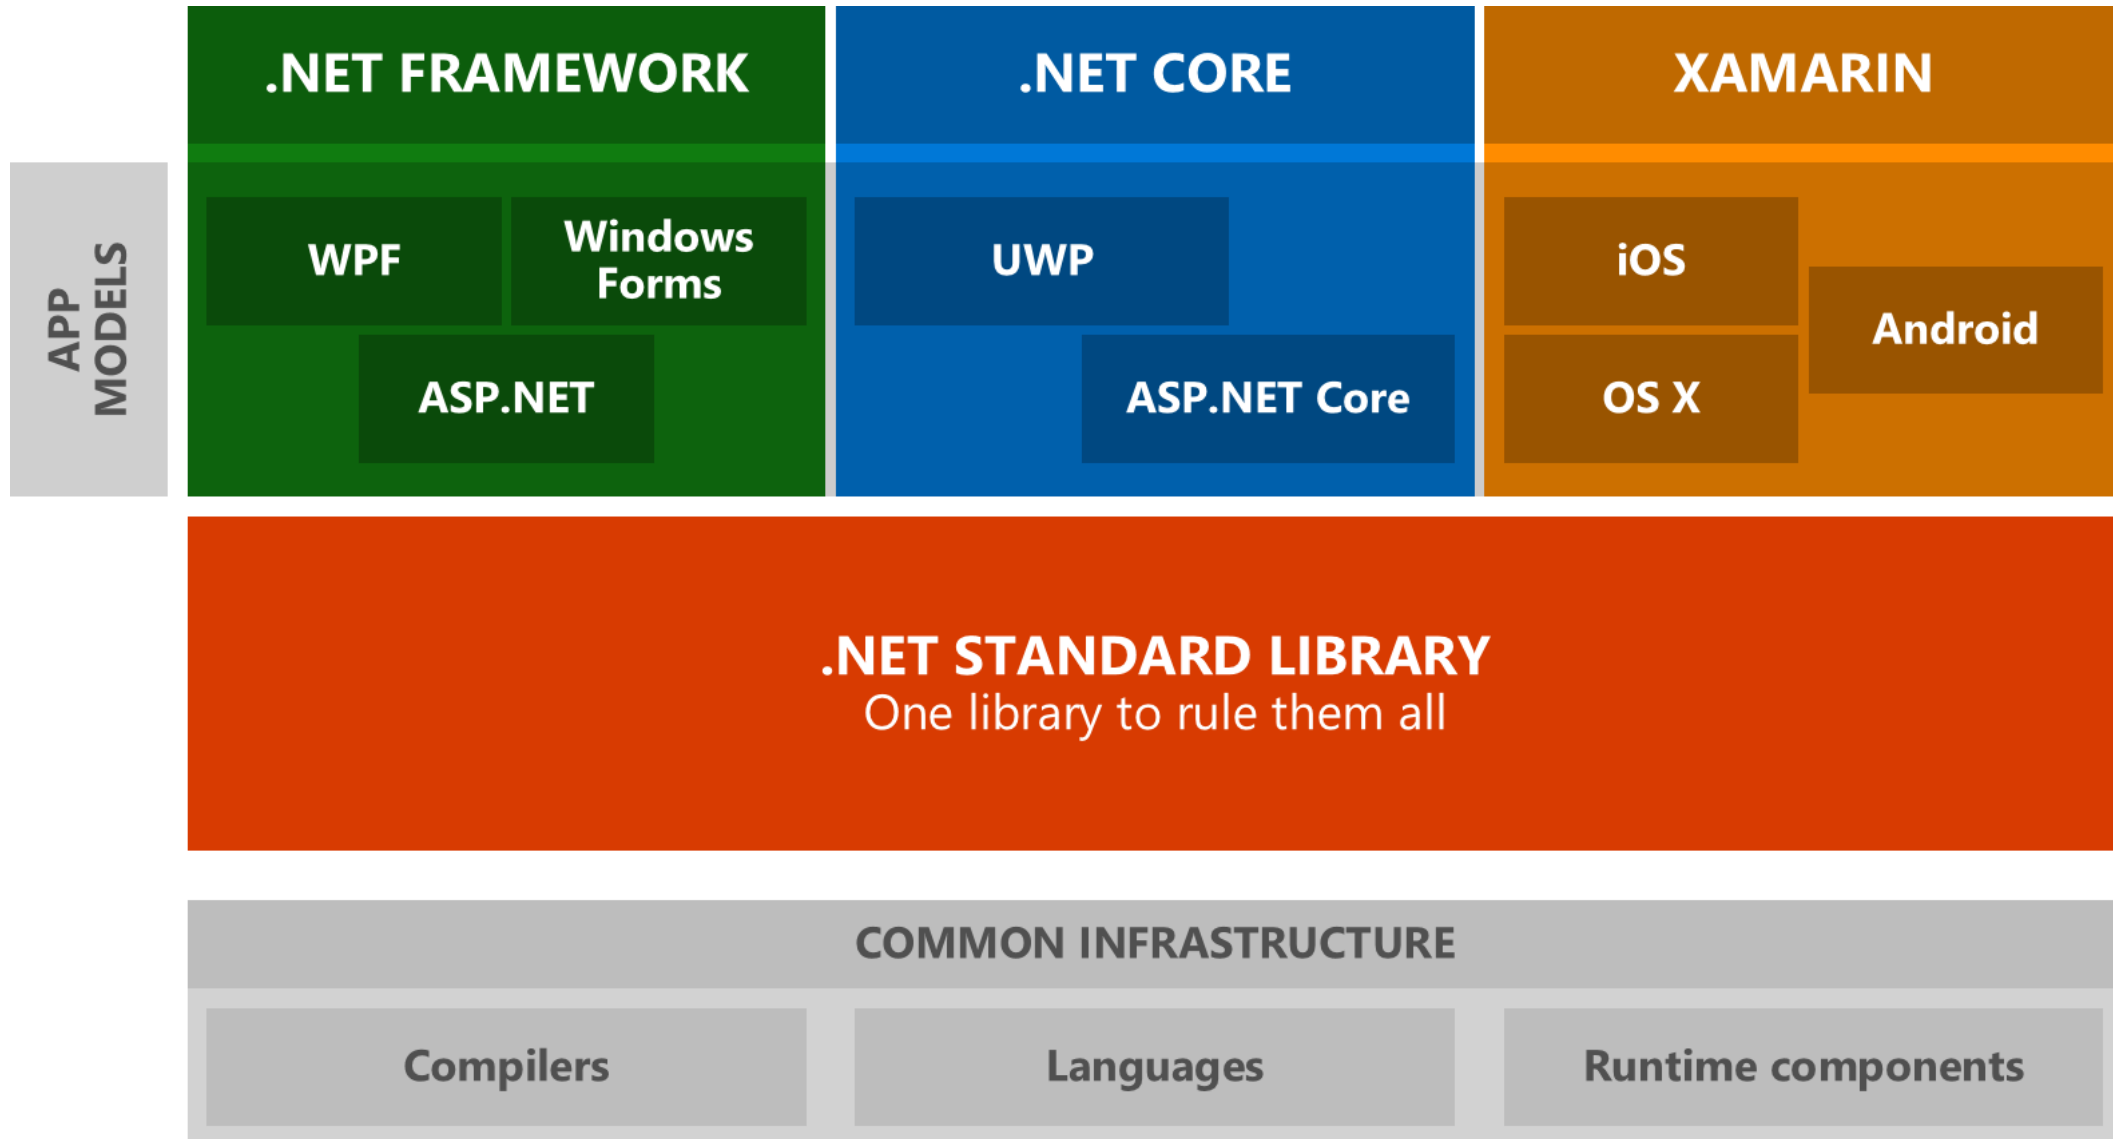 .NET FRAMEWORK
.NET CORE
XAMARIN
APP
MODELS
WPF
Windows
Forms
ASP.NET
UWP
ASP.NET Core
iOS
Android
OS X
.NET STANDARD LIBRARY
One library to rule them all
COMMON INFRASTRUCTURE
Compilers
Languages
Runtime components